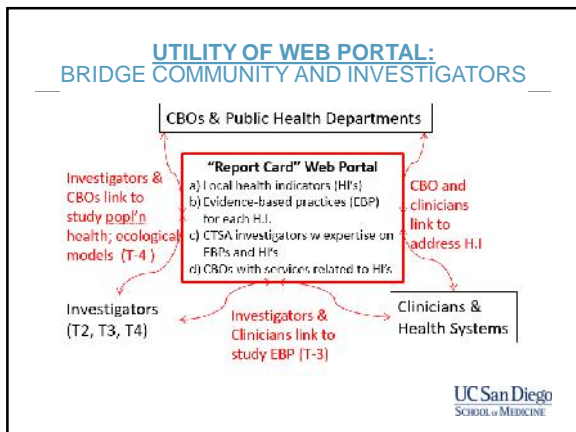 UTILITY OF WEB PORTAL:
BRIDGE COMMUNITY AND INVESTIGATORS
CBOs & Public Health Departments
"Report Card" Web Portal
a) Local health indicators (HI's)
b) Evidence-based practices (EBP)
for each H.I.
c) CTSA investigators w expertise on
EBPs and HI's
d) CBOs with services related to HI's
Investigators &
CBOs link to
study popl'n
health; ecological
models (T-4 )
CBO and
clinicians
link to
address H.I
Investigators
(T2, T3, T4)
Investigators &
Clinicians link to
study EBP (T-3)
Clinicians &
Health Systems
UC San Diego
SCHOOL of MEDICINE